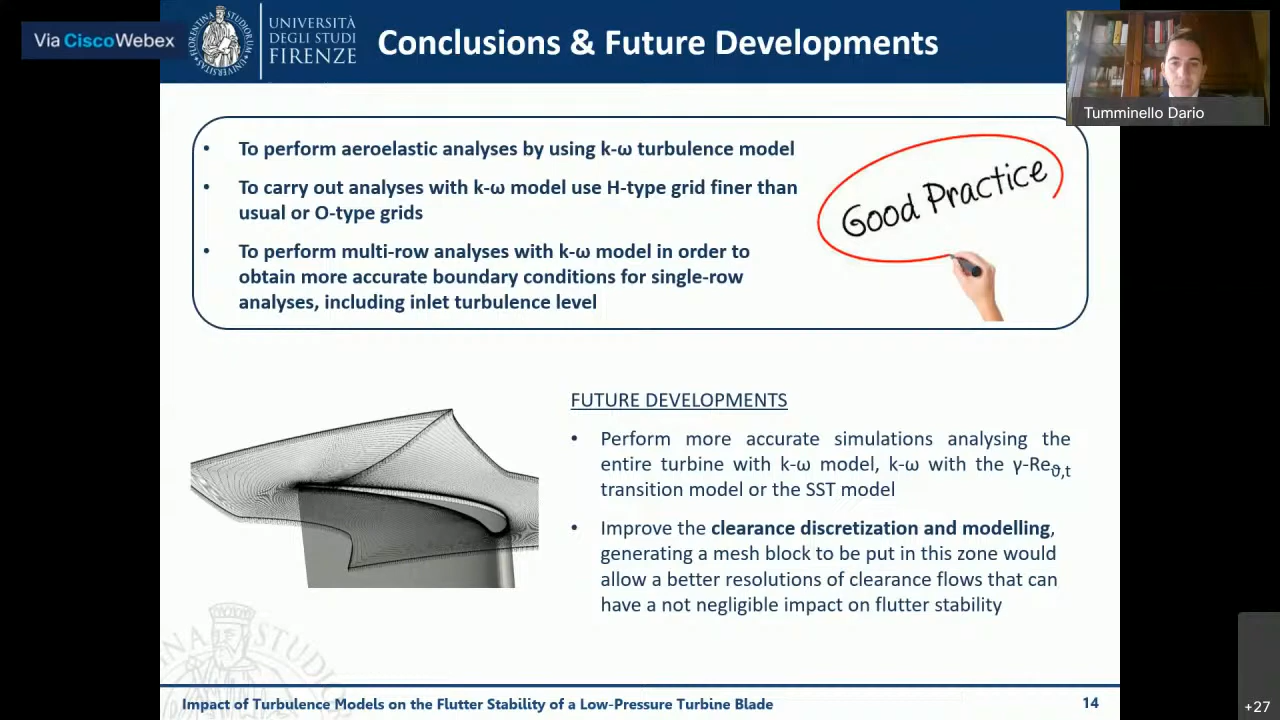 Via CiscoWebex
UNIVERSITÀ
DEGLI STUDI
FIRENZE
Conclusions & Future Developments
Tumminello Dario
• To perform aeroelastic analyses by using k-ω turbulence model
• To carry out analyses with k-ω model use H-type grid finer than
usual or O-type grids
• To perform multi-row analyses with k-ω model in order to
obtain more accurate boundary conditions for single-row
analyses, including inlet turbulence level
Good Practice
FUTURE DEVELOPMENTS
• Perform more accurate simulations analysing the
entire turbine with k-ω model, k-ω with the γ-Reϑ,t
transition model or the SST model
• Improve the clearance discretization and modelling,
generating a mesh block to be put in this zone would
allow a better resolutions of clearance flows that can
have a not negligible impact on flutter stability
Impact of Turbulence Models on the Flutter Stability of a Low-Pressure Turbine Blade
14
+27